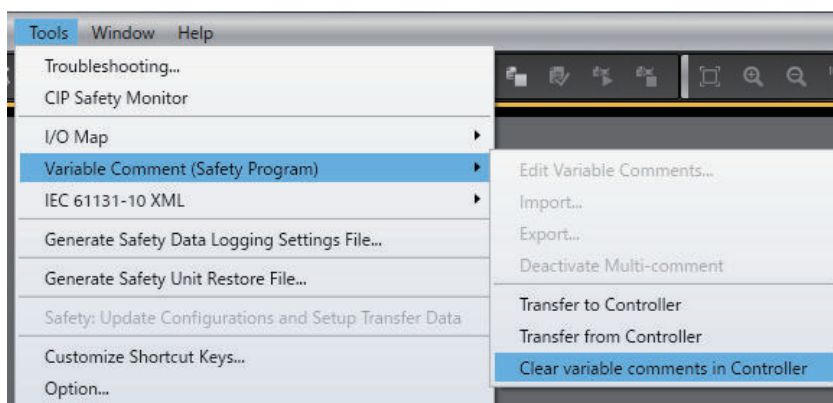 Tools Window Help
Troubleshooting...
CIP Safety Monitor
I/O Map
Variable Comment (Safety Program)
IEC 61131-10 XML
Generate Safety Data Logging Settings File...
Generate Safety Unit Restore File...
Safety: Update Configurations and Setup Transfer Data
Customize Shortcut Keys...
Option...
Edit Variable Comments...
Import...
Export...
Deactivate Multi-comment
Transfer to Controller
Transfer from Controller
Clear variable comments in Controller